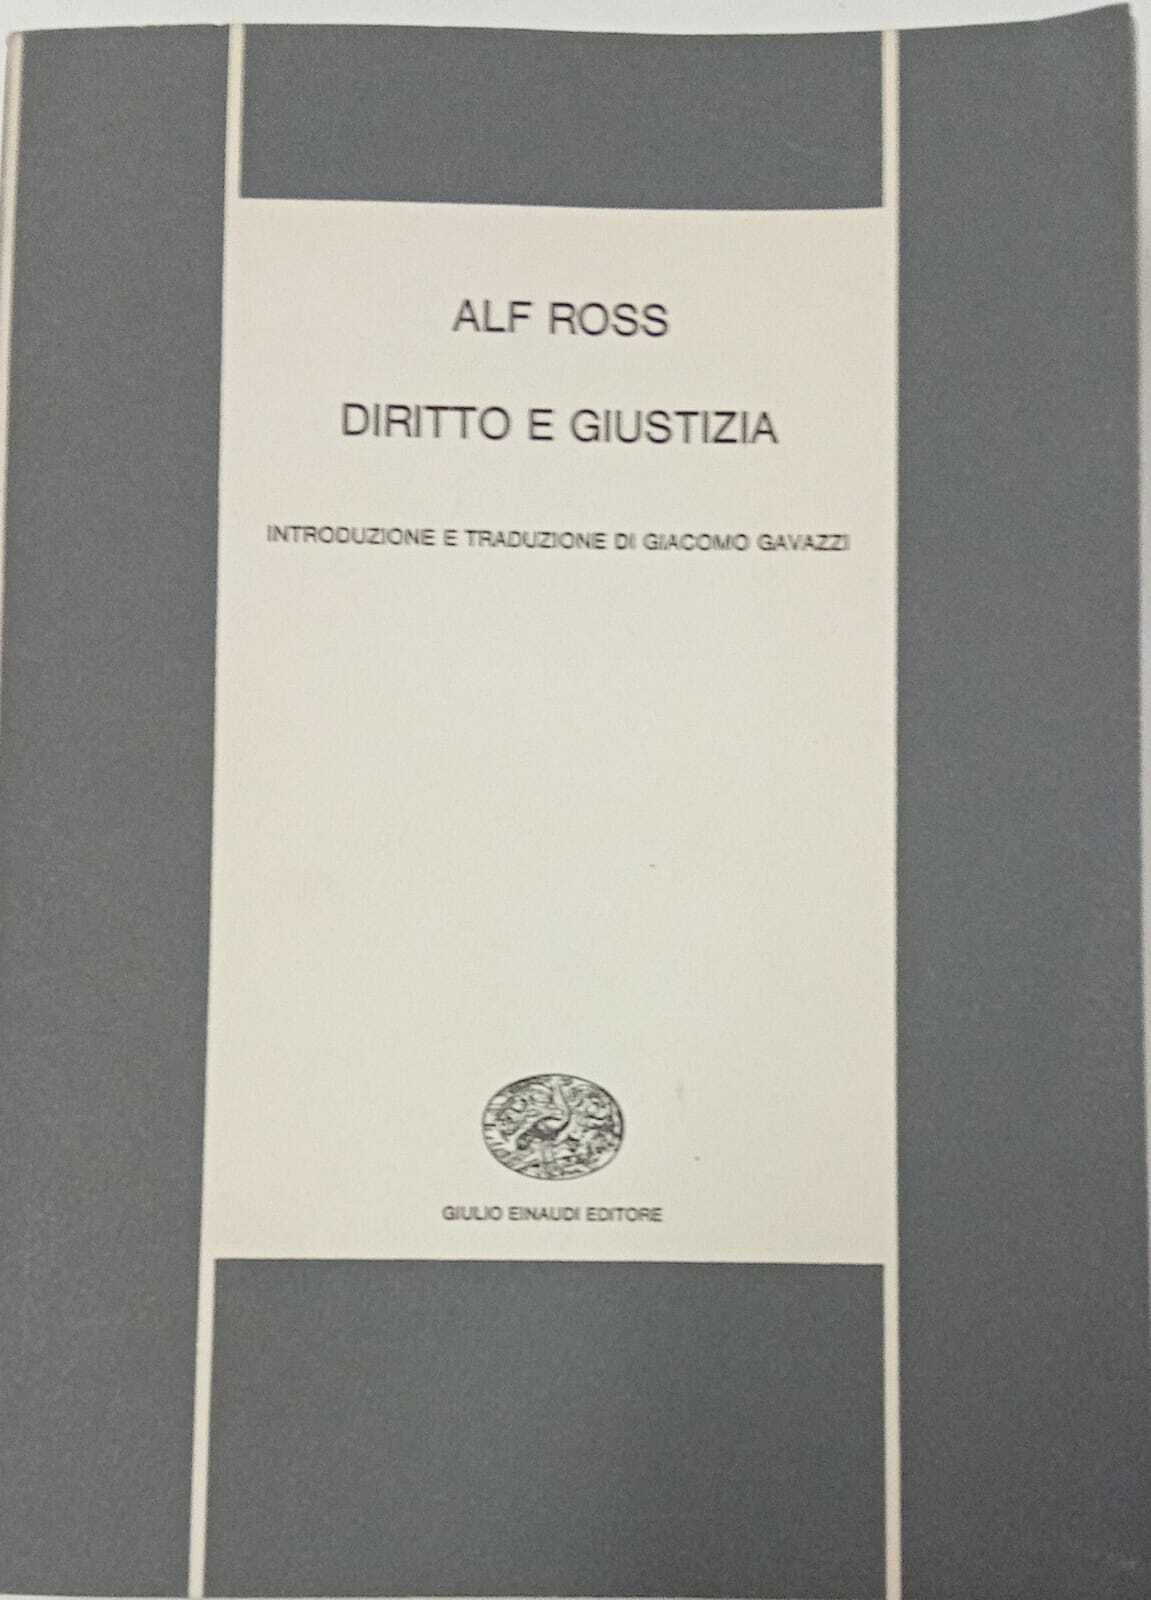 ALF ROSS
DIRITTO E GIUSTIZIA
INTRODUZIONE E TRADUZIONE DI GIACOMO GAVAZZI
GIULIO EINAUDI EDITORE